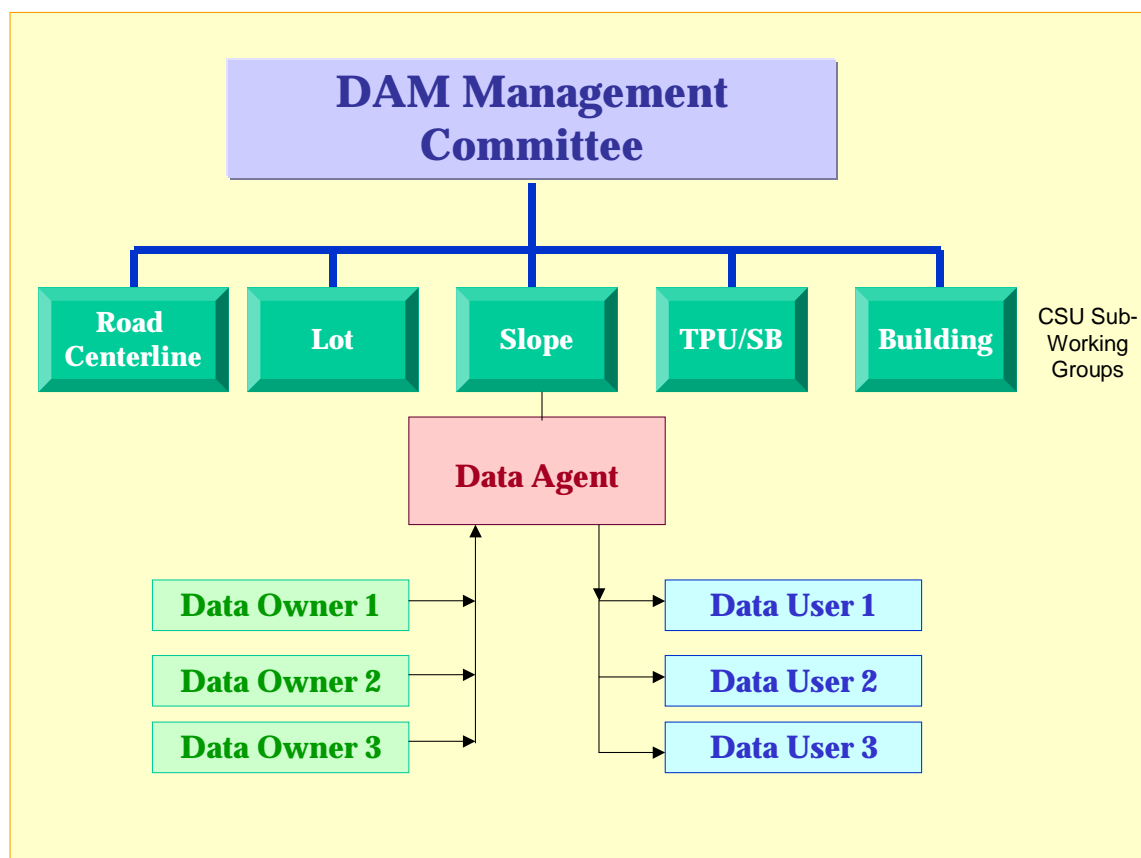 DAM Management
Committee
Road
Centerline
Lot
Slope
TPU/SB
Building
CSU Sub-
Working
Groups
Data Agent
Data Owner 1
Data User 1
Data Owner 2
Data User 2
Data Owner 3
Data User 3